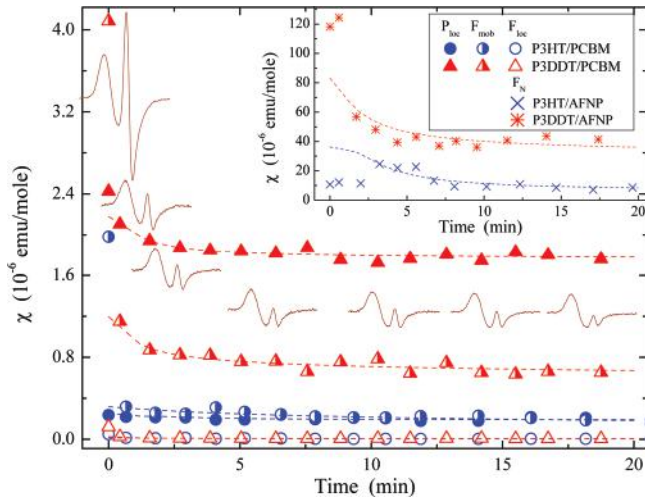 4.0
3.2
2.4
1.6
0.8
0.0
χ (10⁻⁶ emu/mole)
0
5
10
15
20
Time (min)
120
100
80
60
40
20
0
χ (10⁻⁶ emu/mole)
0
5
10
15
20
Time (min)
P_loc F_mob F_loc
P3HT/PCBM
P3DDT/PCBM
F_N
P3HT/AFNP
P3DDT/AFNP